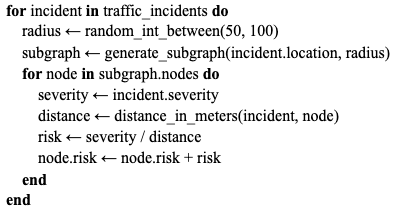 for incident in traffic_incidents do
radius ← random_int_between(50, 100)
subgraph ← generate_subgraph(incident.location, radius)
for node in subgraph.nodes do
severity ← incident.severity
distance ← distance_in_meters(incident, node)
risk ← severity / distance
node.risk ← node.risk + risk
end
end